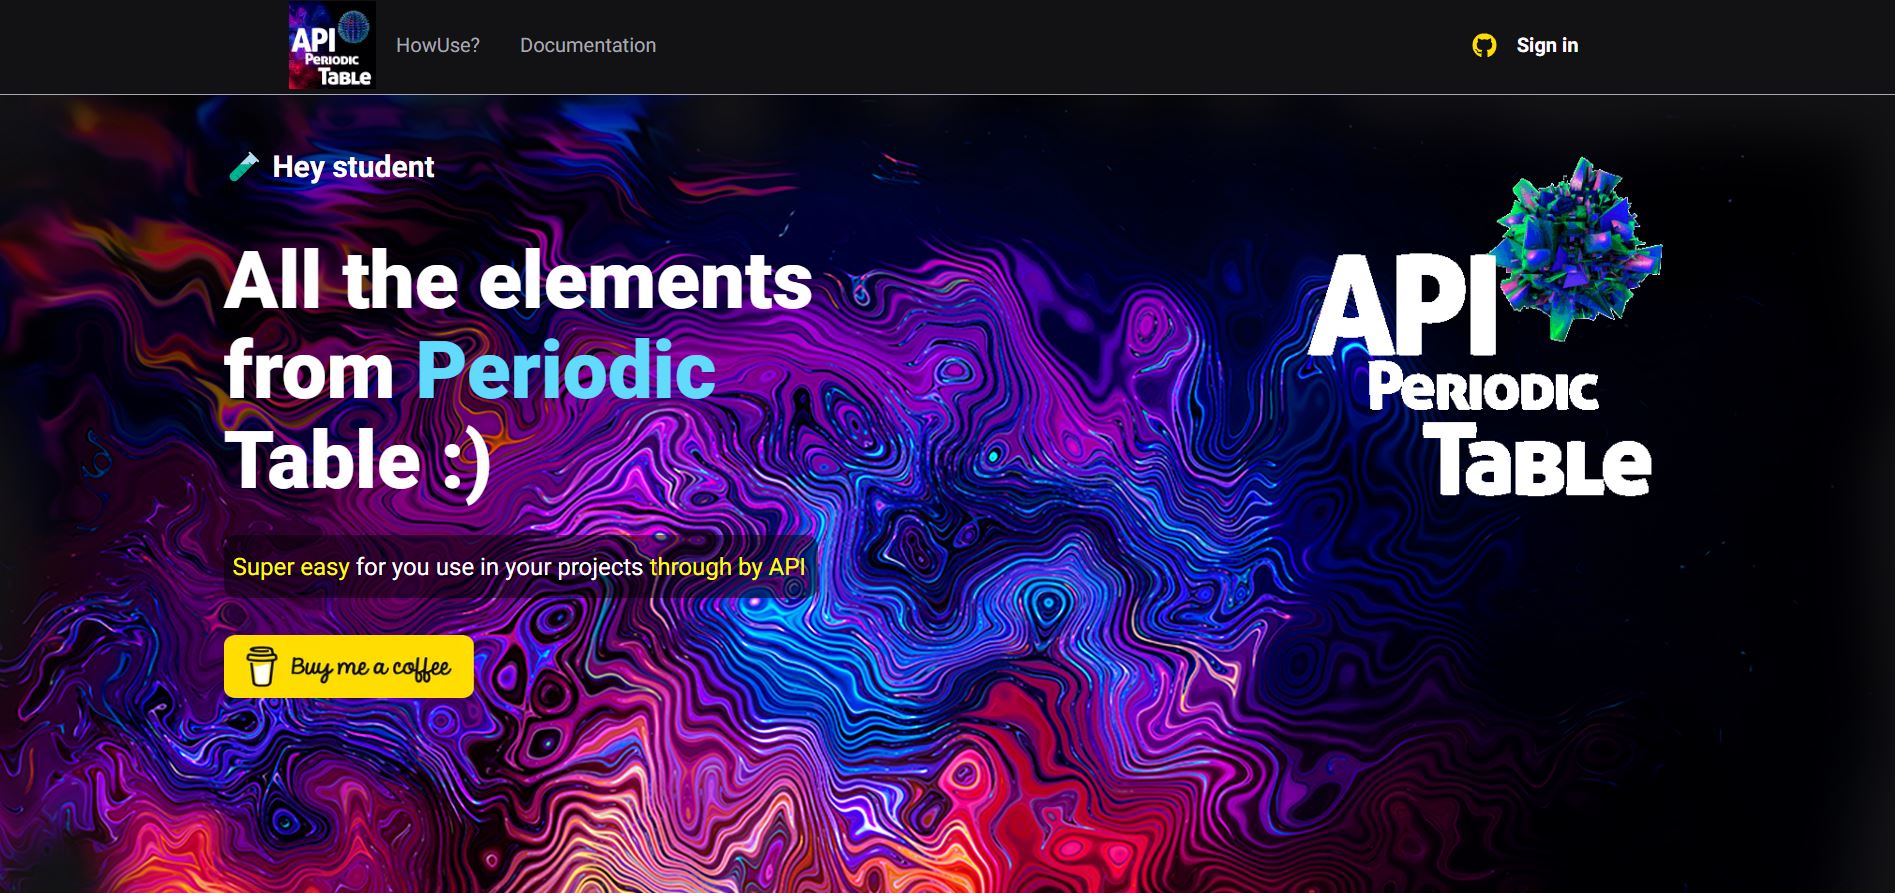 API
PERIODIC
TABLE
HowUse?
Documentation
Sign in
Hey student
All the elements
from Periodic
Table :)
Super easy for you use in your projects through by API
Buy me a coffee
API
PERIODIC
TABLE